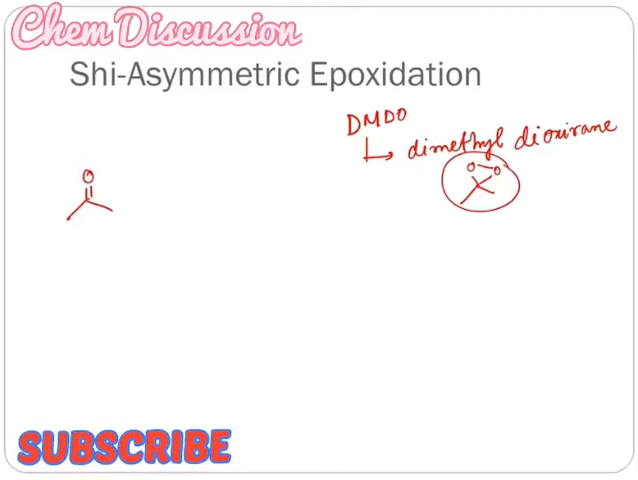 Chem Discussion
Shi-Asymmetric Epoxidation
DMDO
dimethyl dioxirane
O O
O
SUBSCRIBE